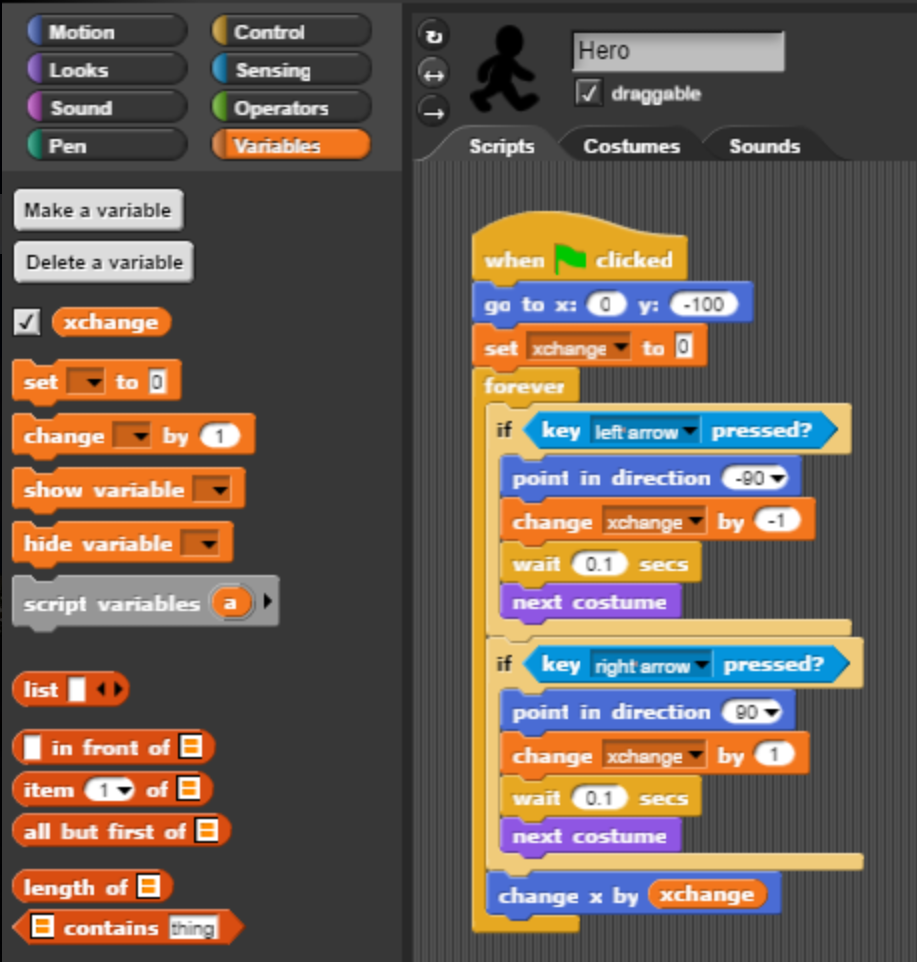 Motion Control
Looks Sensing
Sound Operators
Pen Variables
Make a variable
Delete a variable
xchange
set to 0
change by 1
show variable
hide variable
script variables a
list
in front of
item 1 of
all but first of
length of
contains thing
Hero
draggable
Scripts Costumes Sounds
when clicked
go to x: 0 y: -100
set xchange to 0
forever
if key left arrow pressed?
point in direction -90
change xchange by -1
wait 0.1 secs
next costume
if key right arrow pressed?
point in direction 90
change xchange by 1
wait 0.1 secs
next costume
change x by xchange